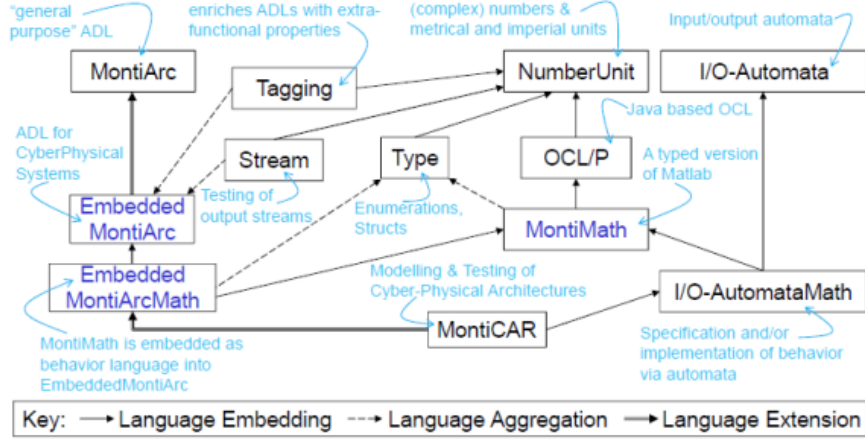 "general
purpose" ADL
enriches ADLs with extra-
functional properties
(complex) numbers &
metrical and imperial units
Input/output automata
MontiArc
Tagging
NumberUnit
I/O-Automata
Java based OCL
ADL for
CyberPhysical
Systems
Stream
Type
OCL/P
A typed version
of Matlab
Testing of
output streams
Enumerations,
Structs
Embedded
MontiArc
MontiMath
Embedded
MontiArcMath
Modelling & Testing of
Cyber-Physical Architectures
I/O-AutomataMath
MontiCAR
MontiMath is embedded as
behavior language into
EmbeddedMontiArc
Specification and/or
implementation of behavior
via automata
Key: Language Embedding Language Aggregation Language Extension